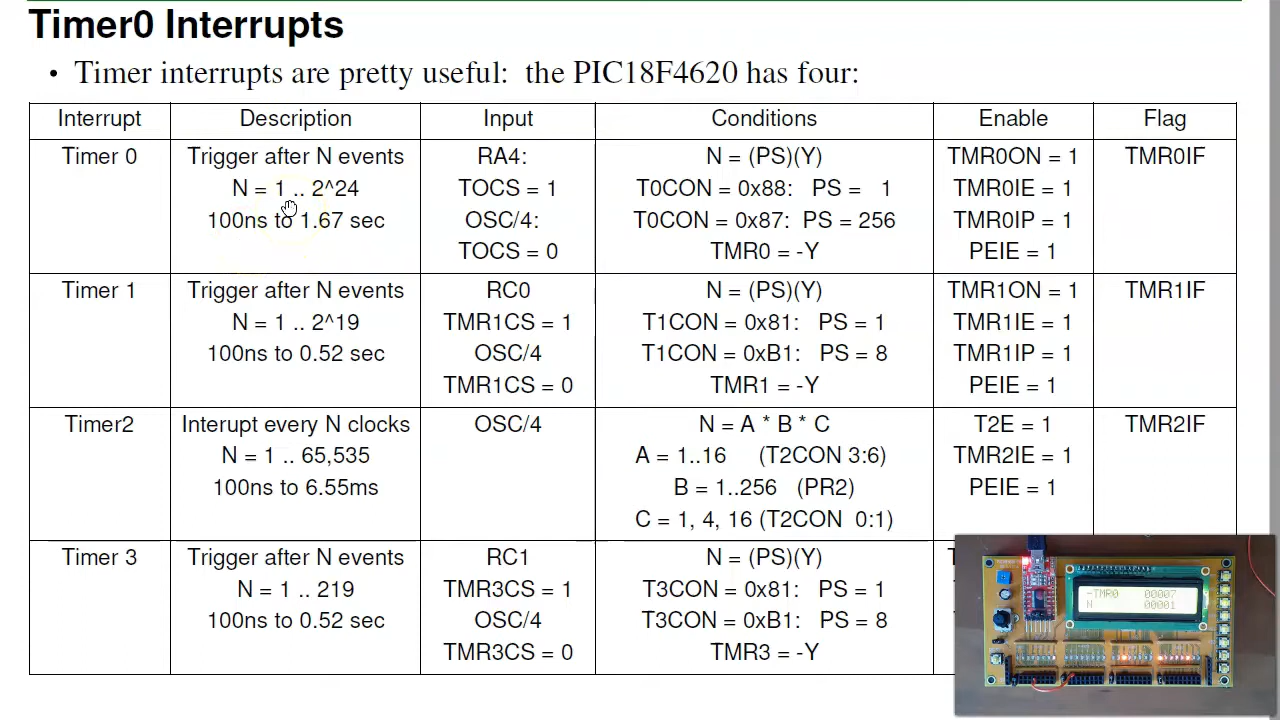 Timer0 Interrupts
• Timer interrupts are pretty useful: the PIC18F4620 has four:
Interrupt Description Input Conditions Enable Flag
Timer 0 Trigger after N events RA4: N = (PS)(Y) TMR0ON = 1 TMR0IF
N = 1 .. 2^24 TOCS = 1 T0CON = 0x88: PS = 1 TMR0IE = 1
100ns to 1.67 sec OSC/4: T0CON = 0x87: PS = 256 TMR0IP = 1
TOCS = 0 TMR0 = -Y PEIE = 1
Timer 1 Trigger after N events RC0 N = (PS)(Y) TMR1ON = 1 TMR1IF
N = 1 .. 2^19 TMR1CS = 1 T1CON = 0x81: PS = 1 TMR1IE = 1
100ns to 0.52 sec OSC/4 T1CON = 0xB1: PS = 8 TMR1IP = 1
TMR1CS = 0 TMR1 = -Y PEIE = 1
Timer2 Interupt every N clocks OSC/4 N = A * B * C T2E = 1 TMR2IF
N = 1 .. 65,535 A = 1..16 (T2CON 3:6) TMR2IE = 1
100ns to 6.55ms B = 1..256 (PR2) PEIE = 1
C = 1, 4, 16 (T2CON 0:1)
Timer 3 Trigger after N events RC1 N = (PS)(Y)
N = 1 .. 219 TMR3CS = 1 T3CON = 0x81: PS = 1
100ns to 0.52 sec OSC/4 T3CON = 0xB1: PS = 8
TMR3CS = 0 TMR3 = -Y
-TMR0 00007
N 00001